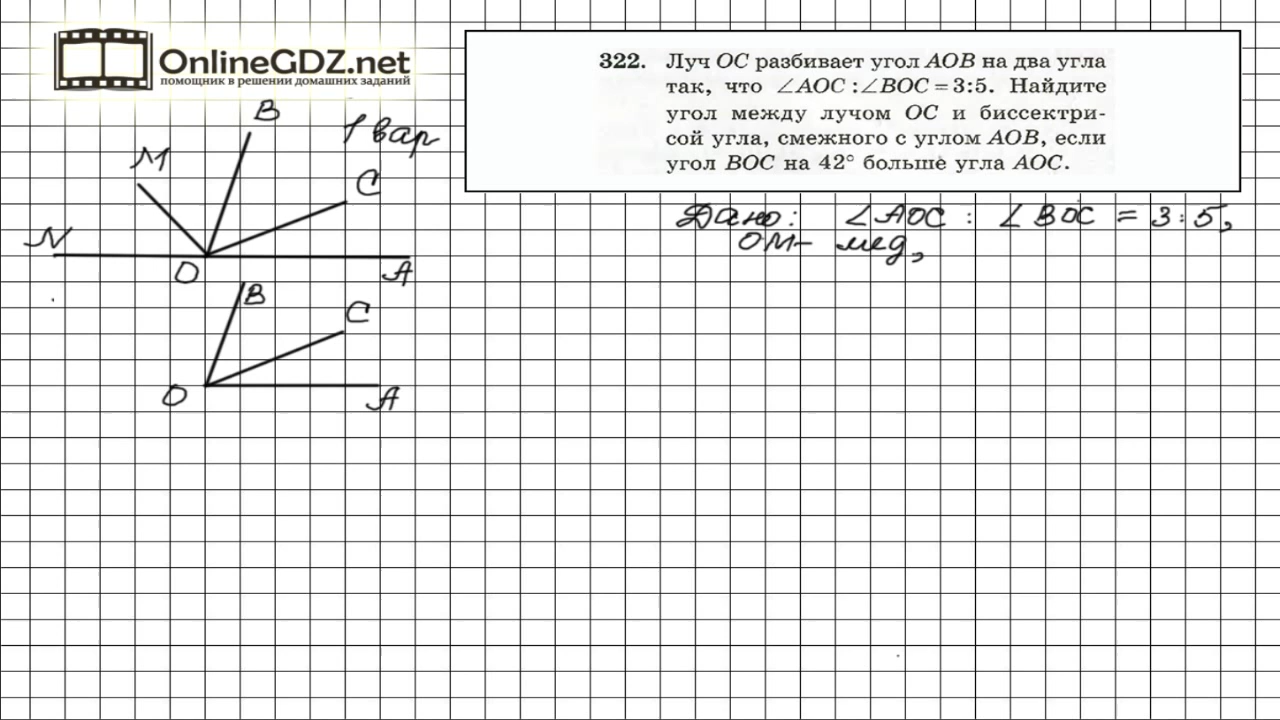 OnlineGDZ.net
помощник в решении домашних заданий
322. Луч OC разбивает угол AOB на два угла
так, что ∠AOC : ∠BOC = 3:5. Найдите
угол между лучом OC и биссектри-
сой угла, смежного с углом AOB, если
угол BOC на 42° больше угла AOC.
B
1 вар
M
C
N
O
A
Дано: ∠AOC : ∠BOC = 3:5,
OM- мед,
B
C
O
A